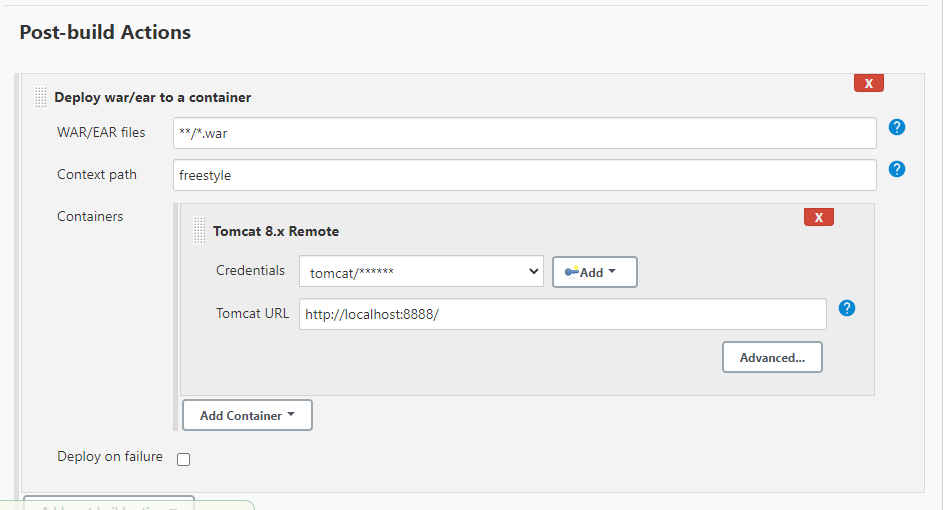 Post-build Actions
X
Deploy war/ear to a container
WAR/EAR files **/*.war ?
Context path freestyle ?
Containers
X
Tomcat 8.x Remote
Credentials tomcat/****** Add
Tomcat URL http://localhost:8888/ ?
Advanced...
Add Container
Deploy on failure